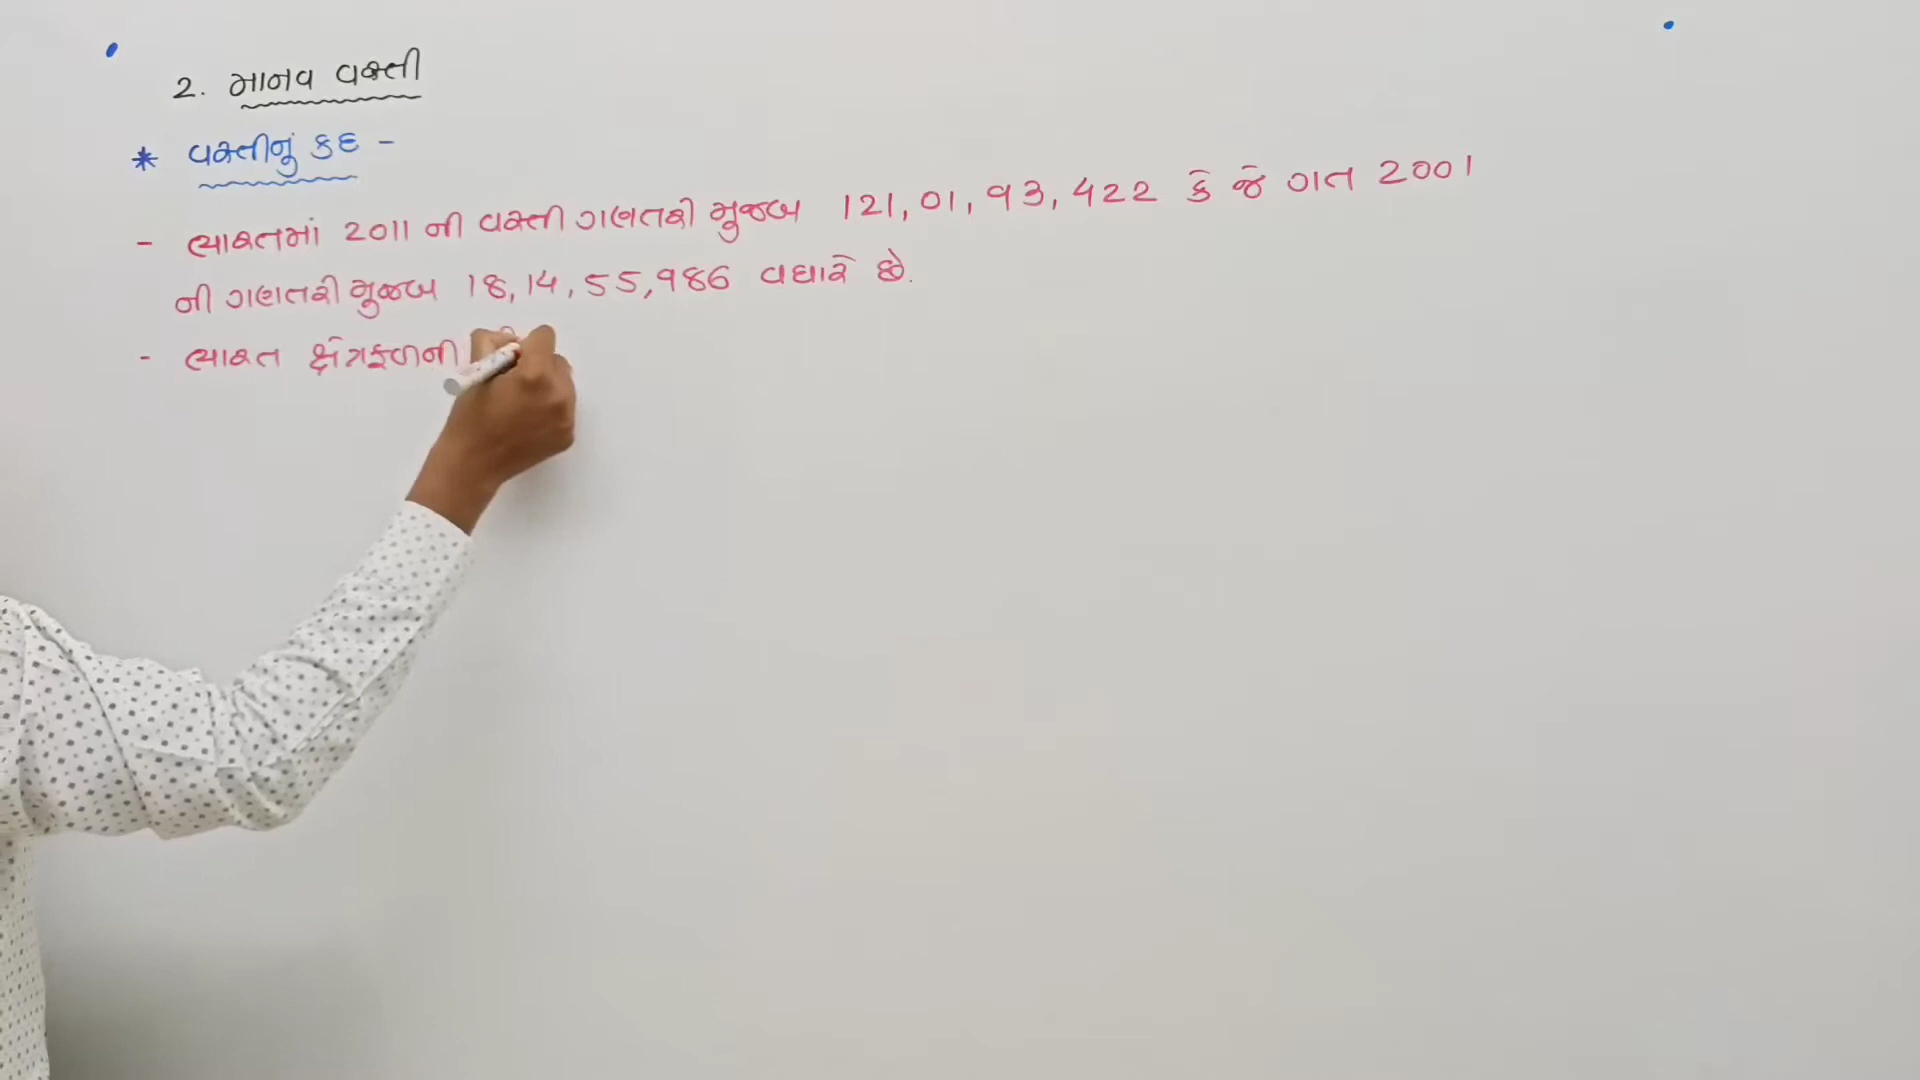 2. માનવ વસ્તી
* વસ્તીનું કદ -
- ભારતમાં 2011 ની વસ્તી ગણતરી મુજબ 121,01,93,422 કે જે ગત 2001
ની ગણતરી મુજબ 18,14,55,986 વધારે છે.
- ભારત ક્ષેત્રફળની